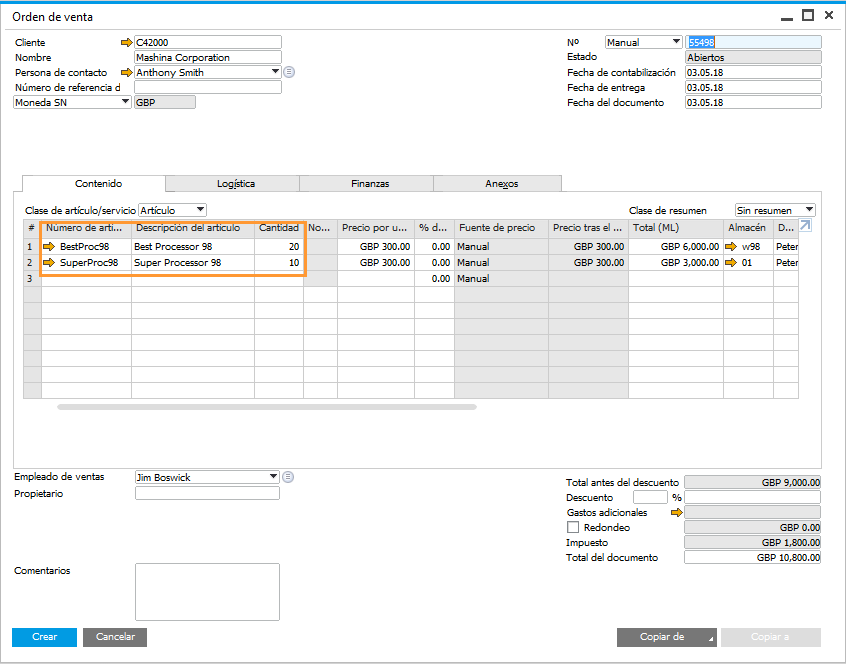 Orden de venta
Cliente C42000
Nombre Mashina Corporation
Persona de contacto Anthony Smith
Número de referencia d
Moneda SN GBP
Nº Manual 55498
Estado Abiertos
Fecha de contabilización 03.05.18
Fecha de entrega 03.05.18
Fecha del documento 03.05.18
Contenido Logística Finanzas Anexos
Clase de artículo/servicio Artículo Clase de resumen Sin resumen
# Número de artí... Descripción del artículo Cantidad No... Precio por u... % d... Fuente de precio Precio tras el ... Total (ML) Almacén D...
1 BestProc98 Best Processor 98 20 GBP 300.00 0.00 Manual GBP 300.00 GBP 6,000.00 w98 Peter
2 SuperProc98 Super Processor 98 10 GBP 300.00 0.00 Manual GBP 300.00 GBP 3,000.00 01 Peter
3 0.00 Manual
Empleado de ventas Jim Boswick
Propietario
Total antes del descuento GBP 9,000.00
Descuento %
Gastos adicionales
Redondeo GBP 0.00
Impuesto GBP 1,800.00
Total del documento GBP 10,800.00
Comentarios
Crear Cancelar Copiar de Copiar a